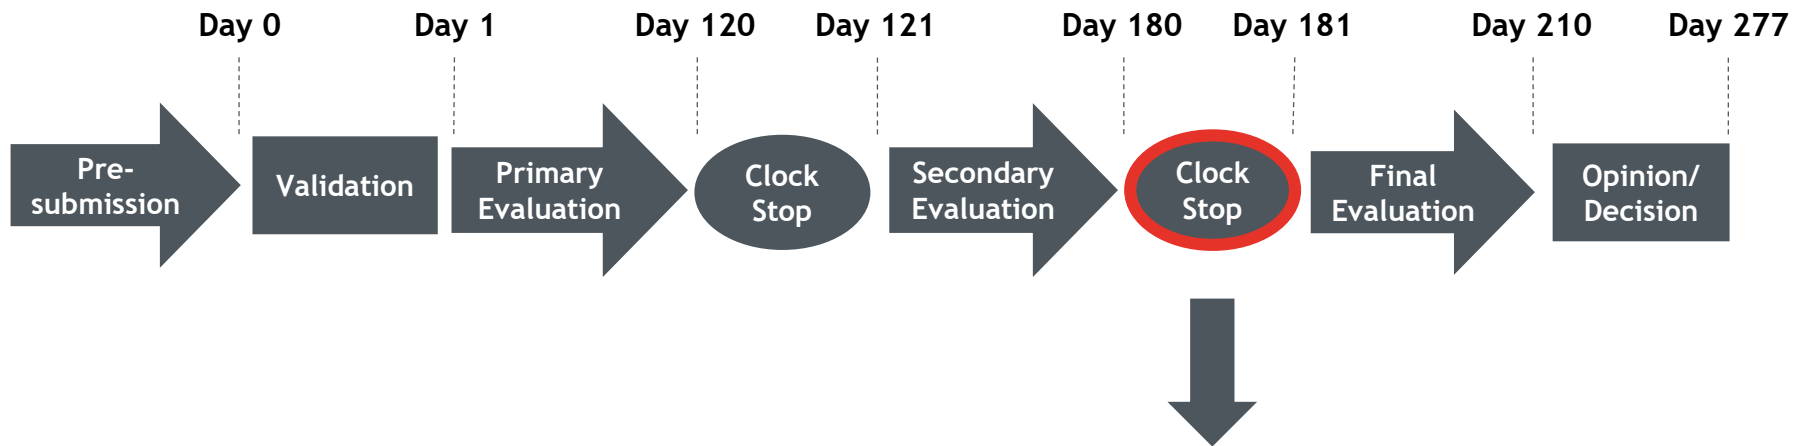 Day 0
Day 1
Day 120
Day 121
Day 180
Day 181
Day 210
Day 277
Pre-
submission
Validation
Primary
Evaluation
Clock
Stop
Secondary
Evaluation
Clock
Stop
Final
Evaluation
Opinion/
Decision